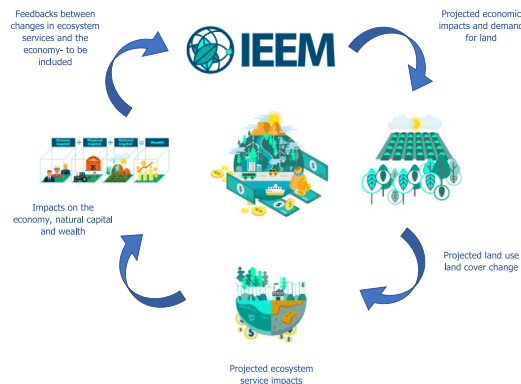 Feedbacks between
changes in ecosystem
services and the
economy- to be
included
IEEM
Projected economic
impacts and demand
for land
Impacts on the
economy, natural capital
and wealth
Projected land use
land cover change
Projected ecosystem
service impacts